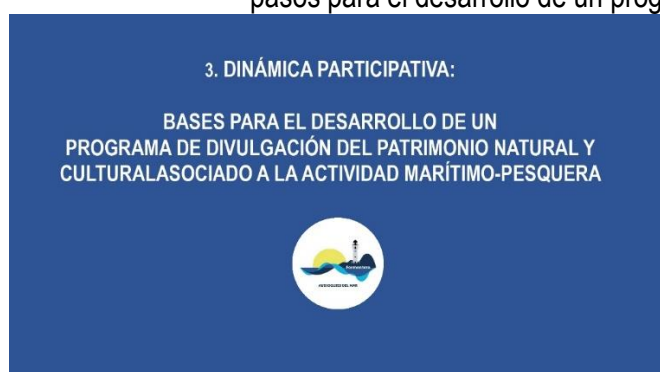 pasos para el desarrollo de un prog
3. DINÁMICA PARTICIPATIVA:
BASES PARA EL DESARROLLO DE UN
PROGRAMA DE DIVULGACIÓN DEL PATRIMONIO NATURAL Y
CULTURALASOCIADO A LA ACTIVIDAD MARÍTIMO-PESQUERA